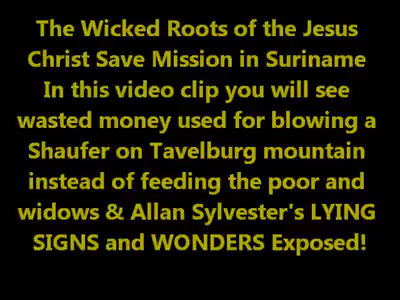 The Wicked Roots of the Jesus
Christ Save Mission in Suriname
In this video clip you will see
wasted money used for blowing a
Shaufer on Tavelburg mountain
instead of feeding the poor and
widows & Allan Sylvester's LYING
SIGNS and WONDERS Exposed!